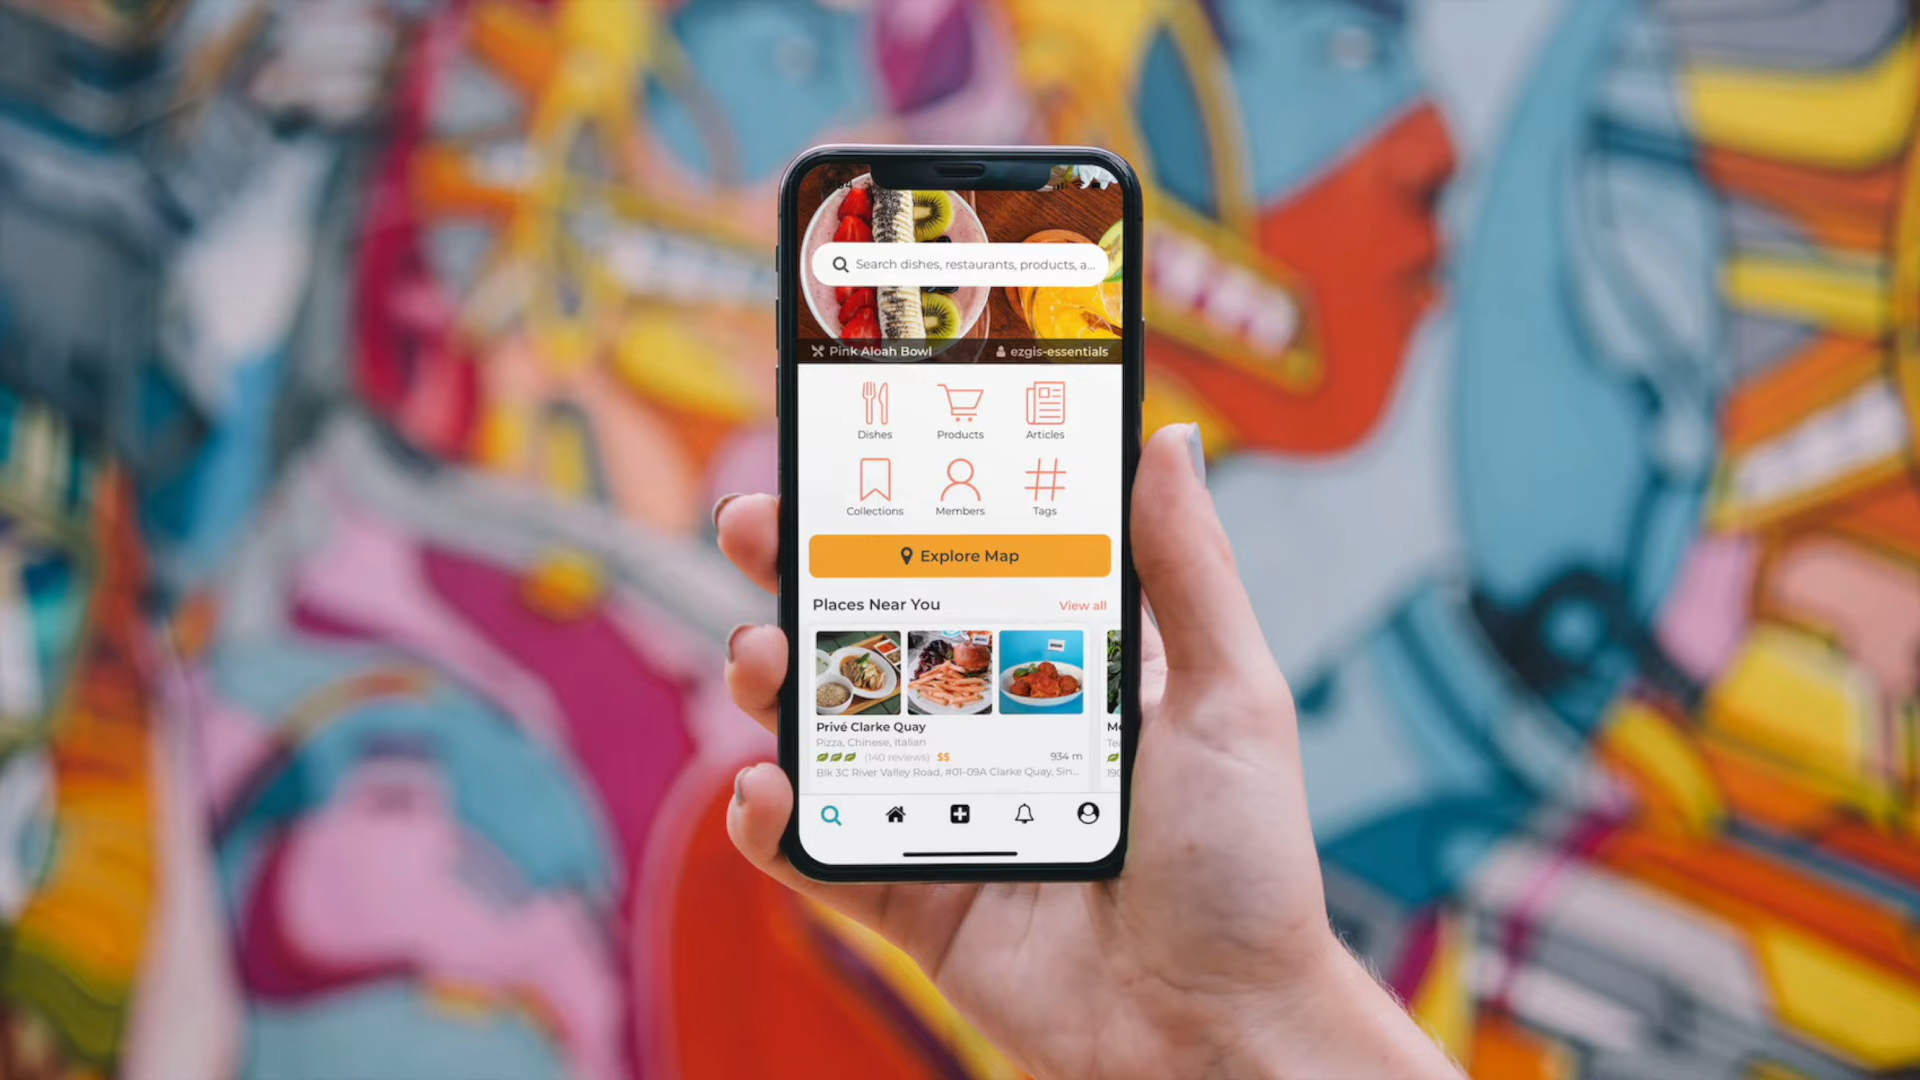 Search dishes, restaurants, products, a...
Pink Aloah Bowl
ezgis-essentials
Dishes
Products
Articles
Collections
Members
Tags
Explore Map
Places Near You
View all
Privé Clarke Quay
Pizza, Chinese, Italian
(140 reviews) $$ 934 m
Blk 3C River Valley Road, #01-09A Clarke Quay, Sin...